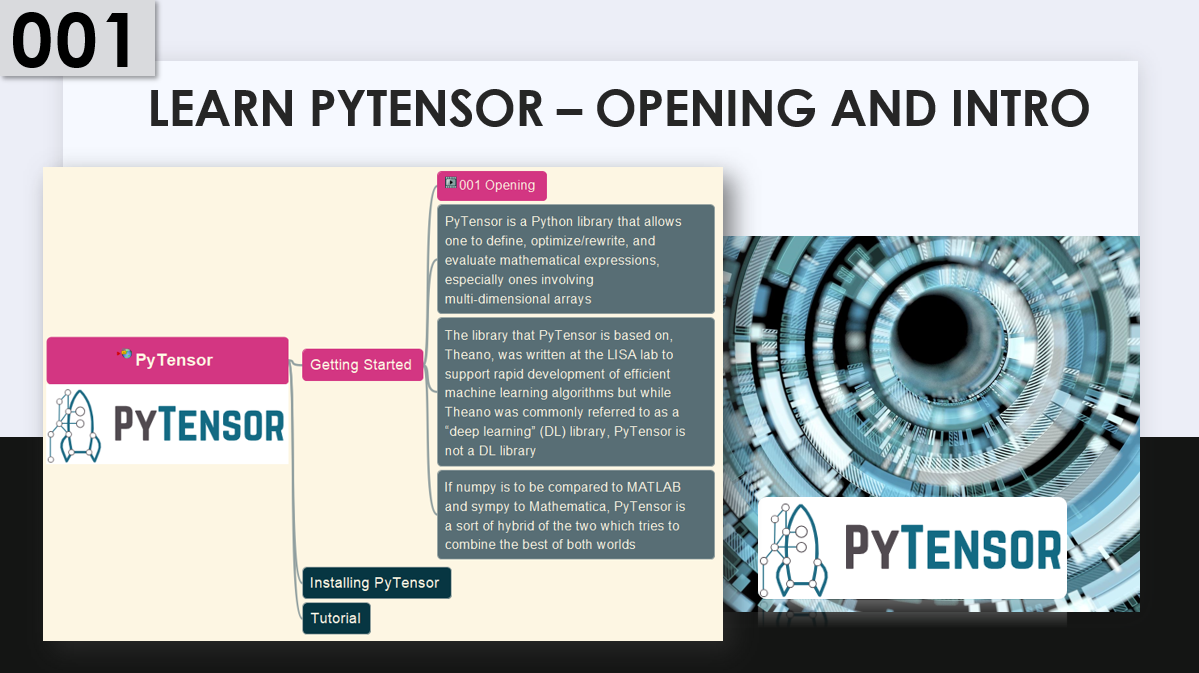 001
LEARN PYTENSOR – OPENING AND INTRO
PyTensor
PYTENSOR
Getting Started
001 Opening
PyTensor is a Python library that allows
one to define, optimize/rewrite, and
evaluate mathematical expressions,
especially ones involving
multi-dimensional arrays
The library that PyTensor is based on,
Theano, was written at the LISA lab to
support rapid development of efficient
machine learning algorithms but while
Theano was commonly referred to as a
"deep learning" (DL) library, PyTensor is
not a DL library
If numpy is to be compared to MATLAB
and sympy to Mathematica, PyTensor is
a sort of hybrid of the two which tries to
combine the best of both worlds
Installing PyTensor
Tutorial
PYTENSOR